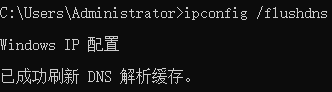 C:\Users\Administrator>ipconfig /flushdns
Windows IP 配置
已成功刷新 DNS 解析缓存。